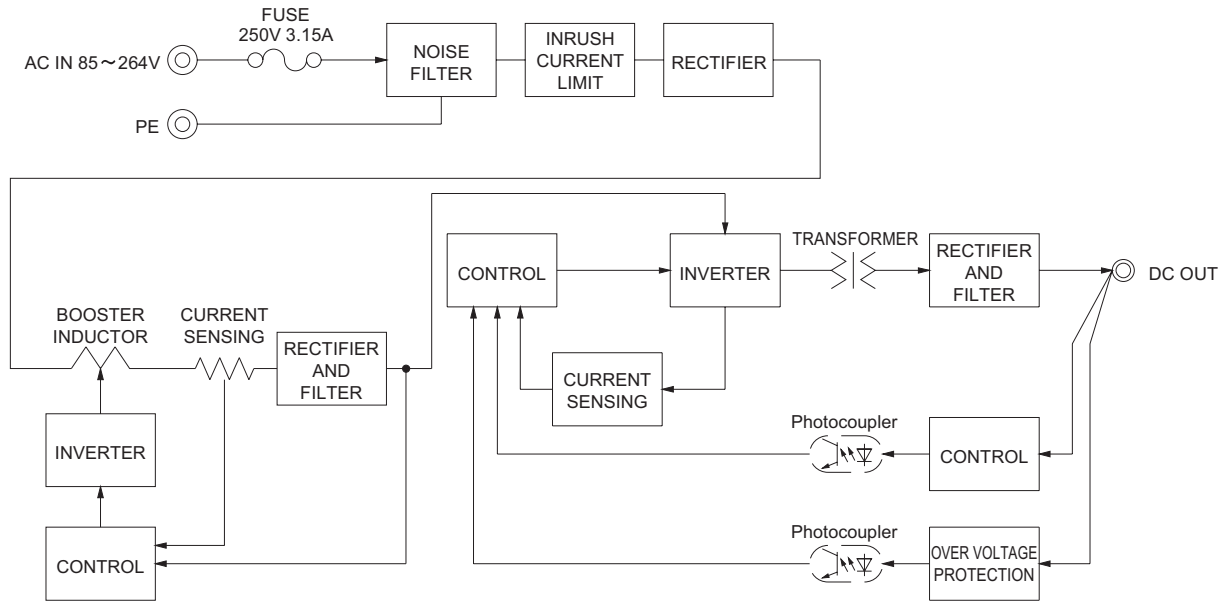 FUSE
250V 3.15A
AC IN 85～264V
NOISE
FILTER
INRUSH
CURRENT
LIMIT
RECTIFIER
PE
CONTROL
INVERTER
TRANSFORMER
RECTIFIER
AND
FILTER
DC OUT
BOOSTER
INDUCTOR
CURRENT
SENSING
RECTIFIER
AND
FILTER
CURRENT
SENSING
INVERTER
Photocoupler
CONTROL
CONTROL
Photocoupler
OVER VOLTAGE
PROTECTION